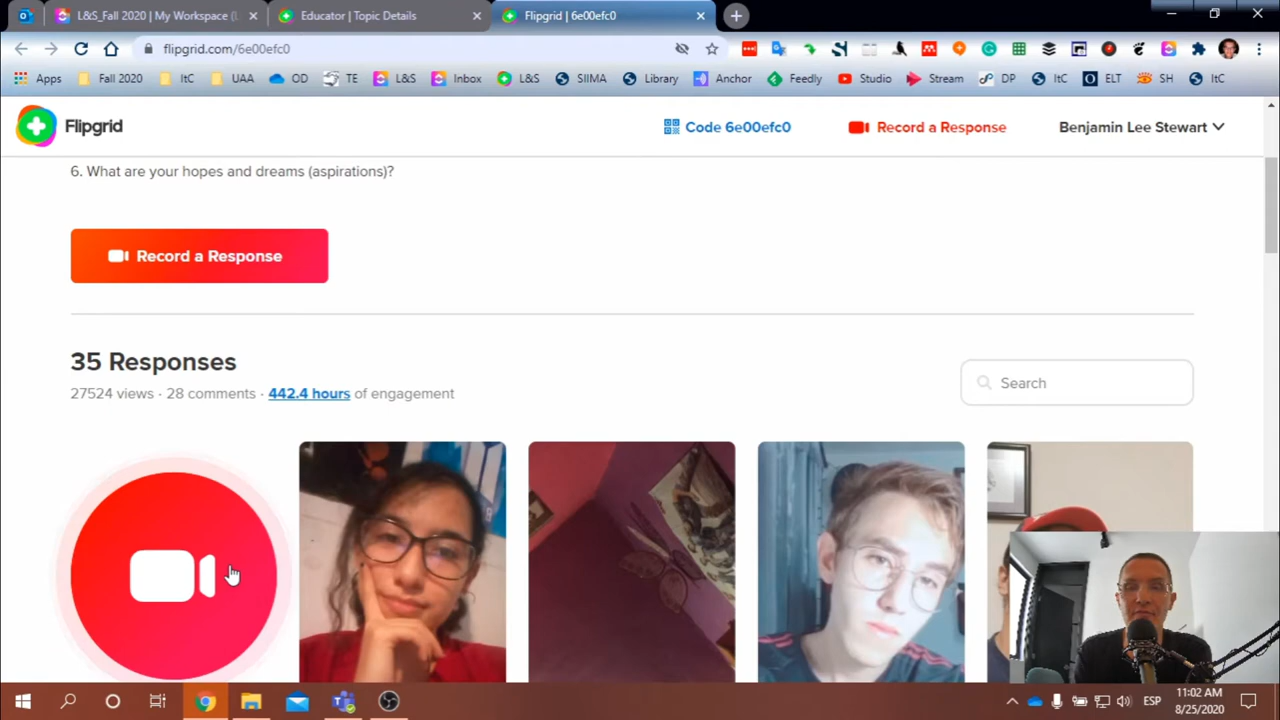 L&S_Fall 2020 | My Workspace (
Educator | Topic Details
Flipgrid | 6e00efc0
flipgrid.com/6e00efc0
Apps
Fall 2020
ItC
UAA
OD
TE
L&S
Inbox
L&S
SIIMA
Library
Anchor
Feedly
Studio
Stream
DP
ItC
ELT
SH
ItC
Flipgrid
Code 6e00efc0
Record a Response
Benjamin Lee Stewart
6. What are your hopes and dreams (aspirations)?
Record a Response
35 Responses
27524 views · 28 comments · 442.4 hours of engagement
Search
ESP
11:02 AM
8/25/2020